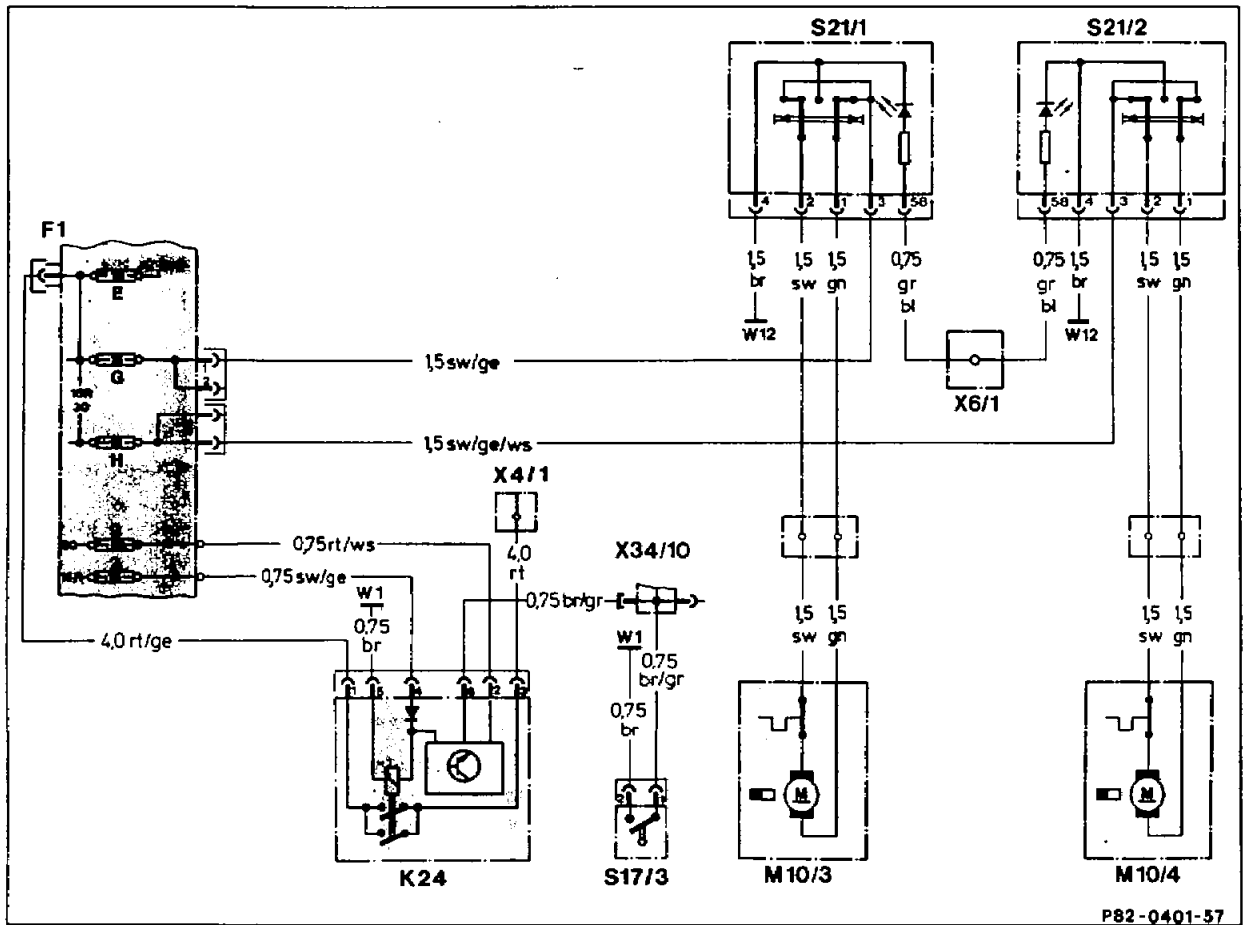 S21/1
S21/2
4
2
1
3
58
58
4
3
2
1
F1
E
1,5
br
1,5
sw
1,5
gn
0,75
gr
bl
0,75
gr
bl
1,5
br
1,5
sw
1,5
gn
W12
W12
G
2
1,5 sw/ge
X6/1
H
1,5 sw/ge/ws
X4/1
0,75 rt/ws
4,0
rt
X34/10
0,75 sw/ge
W1
0,75
br
0,75 br/gr
4,0 rt/ge
W1
0,75
br/gr
0,75
br
1,5
sw
1,5
gn
1,5
sw
1,5
gn
1
5
4
2
M
M
K24
S17/3
M10/3
M10/4
P82-0401-57